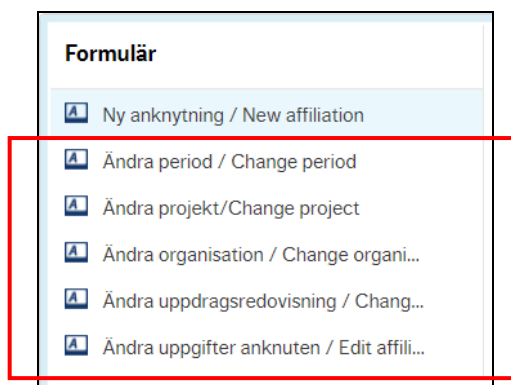 Formulär
Ny anknytning / New affiliation
Ändra period / Change period
Ändra projekt/Change project
Ändra organisation / Change organi...
Ändra uppdragsredovisning / Chang...
Ändra uppgifter anknuten / Edit affili...